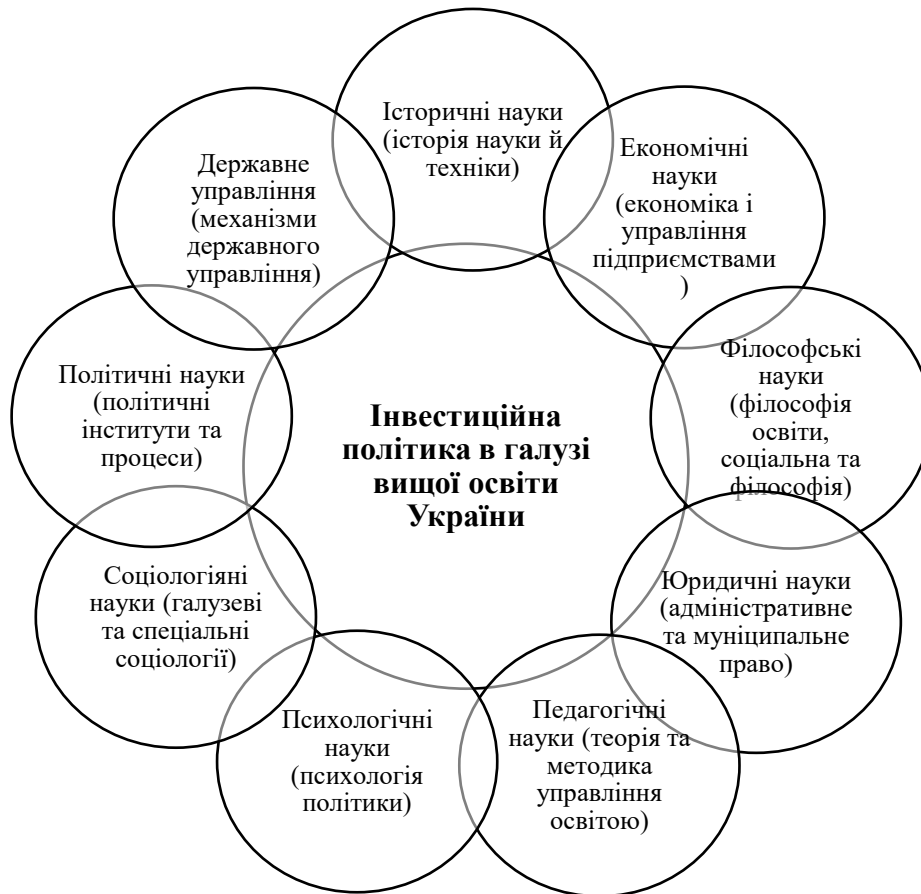 Історичні науки
(історія науки й
техніки)
Економічні
науки
(економіка і
управління
підприємствами
)
Філософські
науки
(філософія
освіти,
соціальна та
філософія)
Юридичні науки
(адміністративне
та муніципальне
право)
Педагогічні
науки (теорія та
методика
управління
освітою)
Психологічні
науки
(психологія
політики)
Соціологіяні
науки (галузеві
та спеціальні
соціології)
Політичні науки
(політичні
інститути та
процеси)
Державне
управління
(механізми
державного
управління)
Інвестиційна
політика в галузі
вищої освіти
України